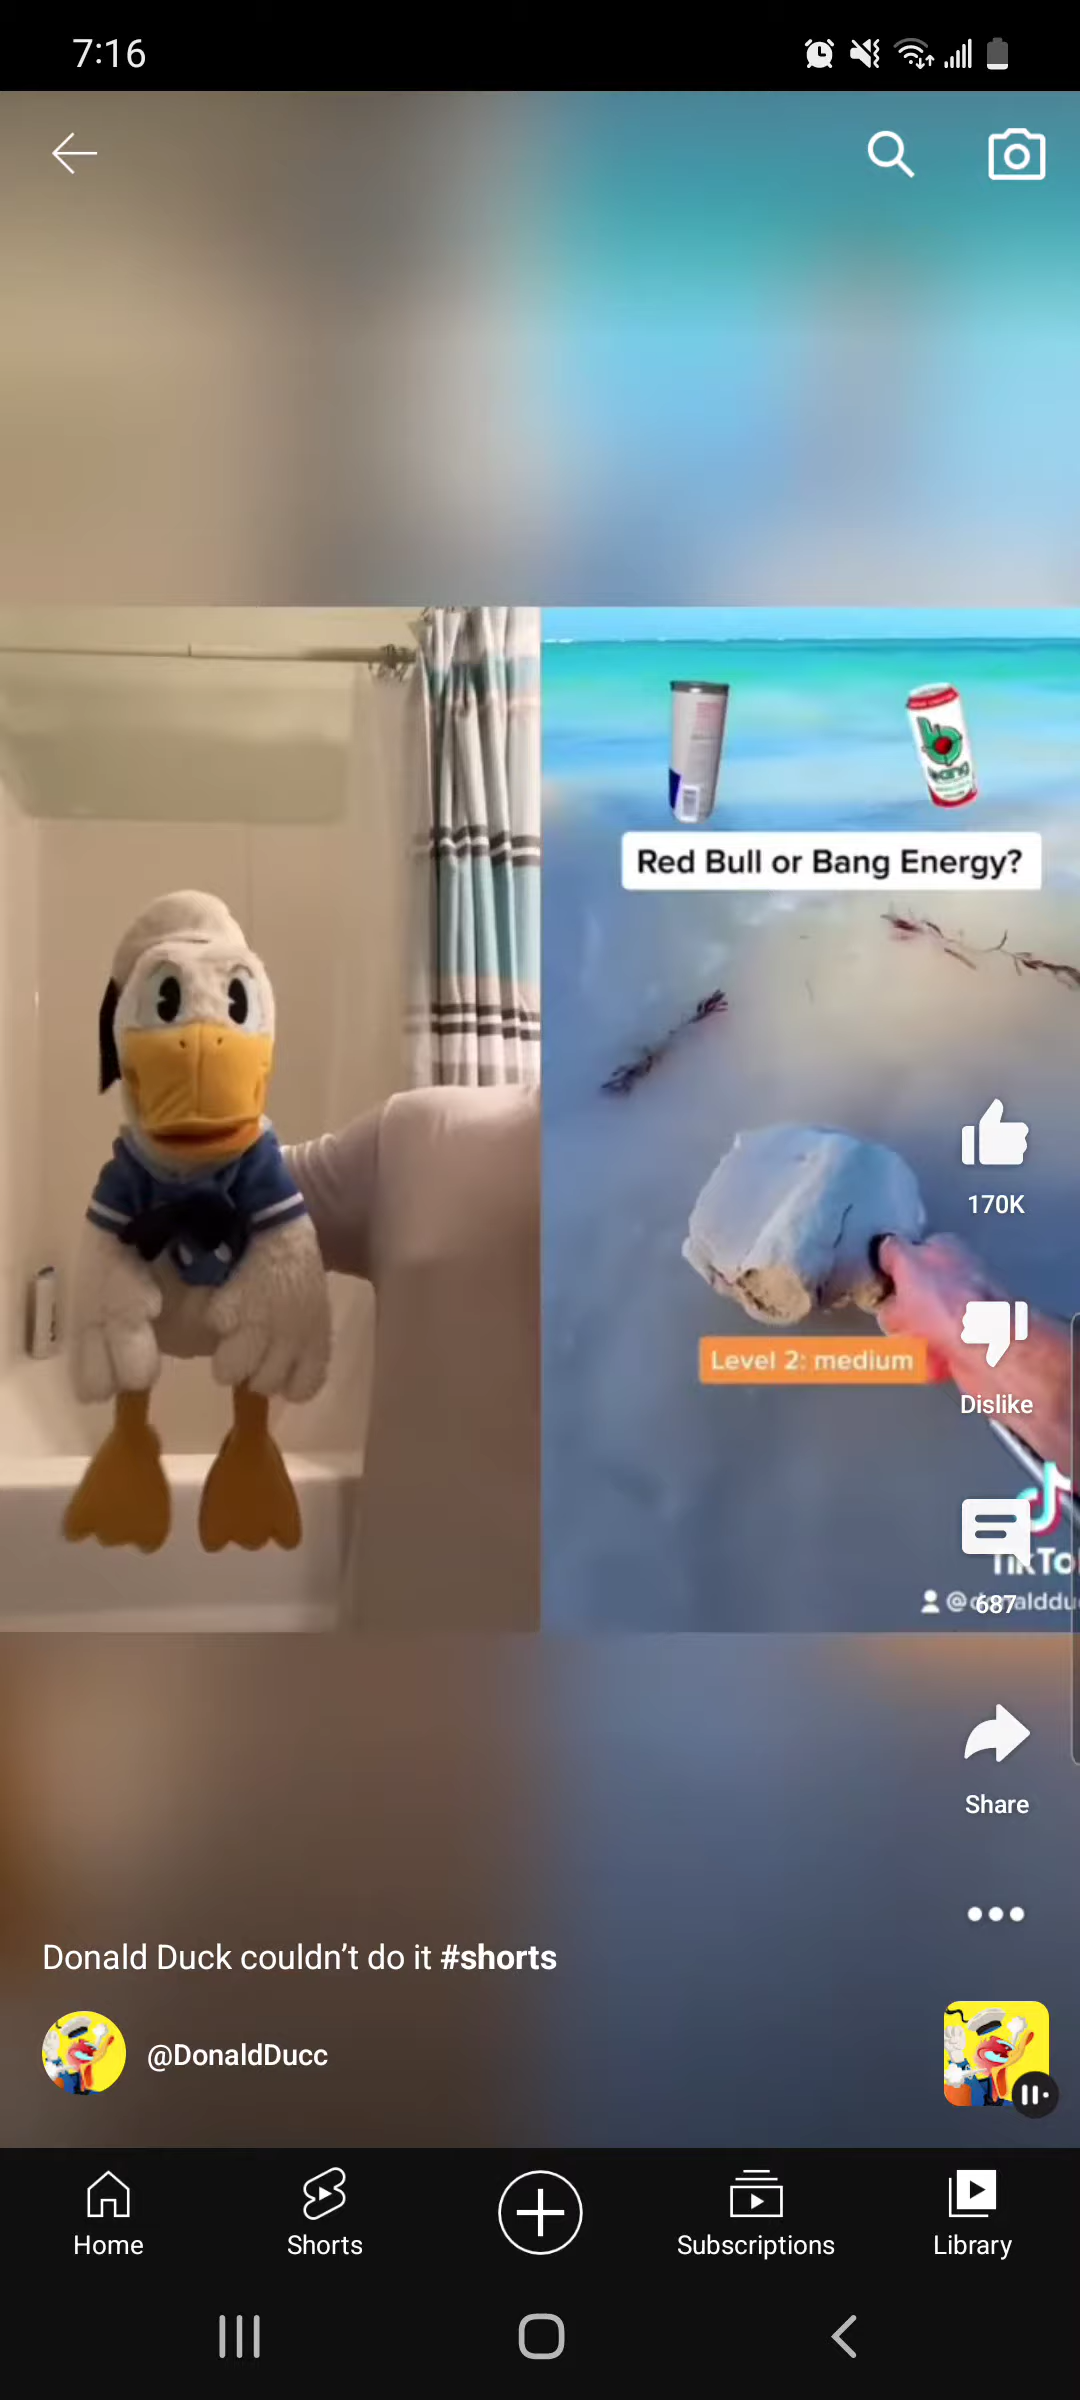 7:16
bang
Red Bull or Bang Energy?
170K
Level 2: medium
Dislike
TikTo
687
Share
Donald Duck couldn’t do it #shorts
@DonaldDucc
Home
Shorts
Subscriptions
Library